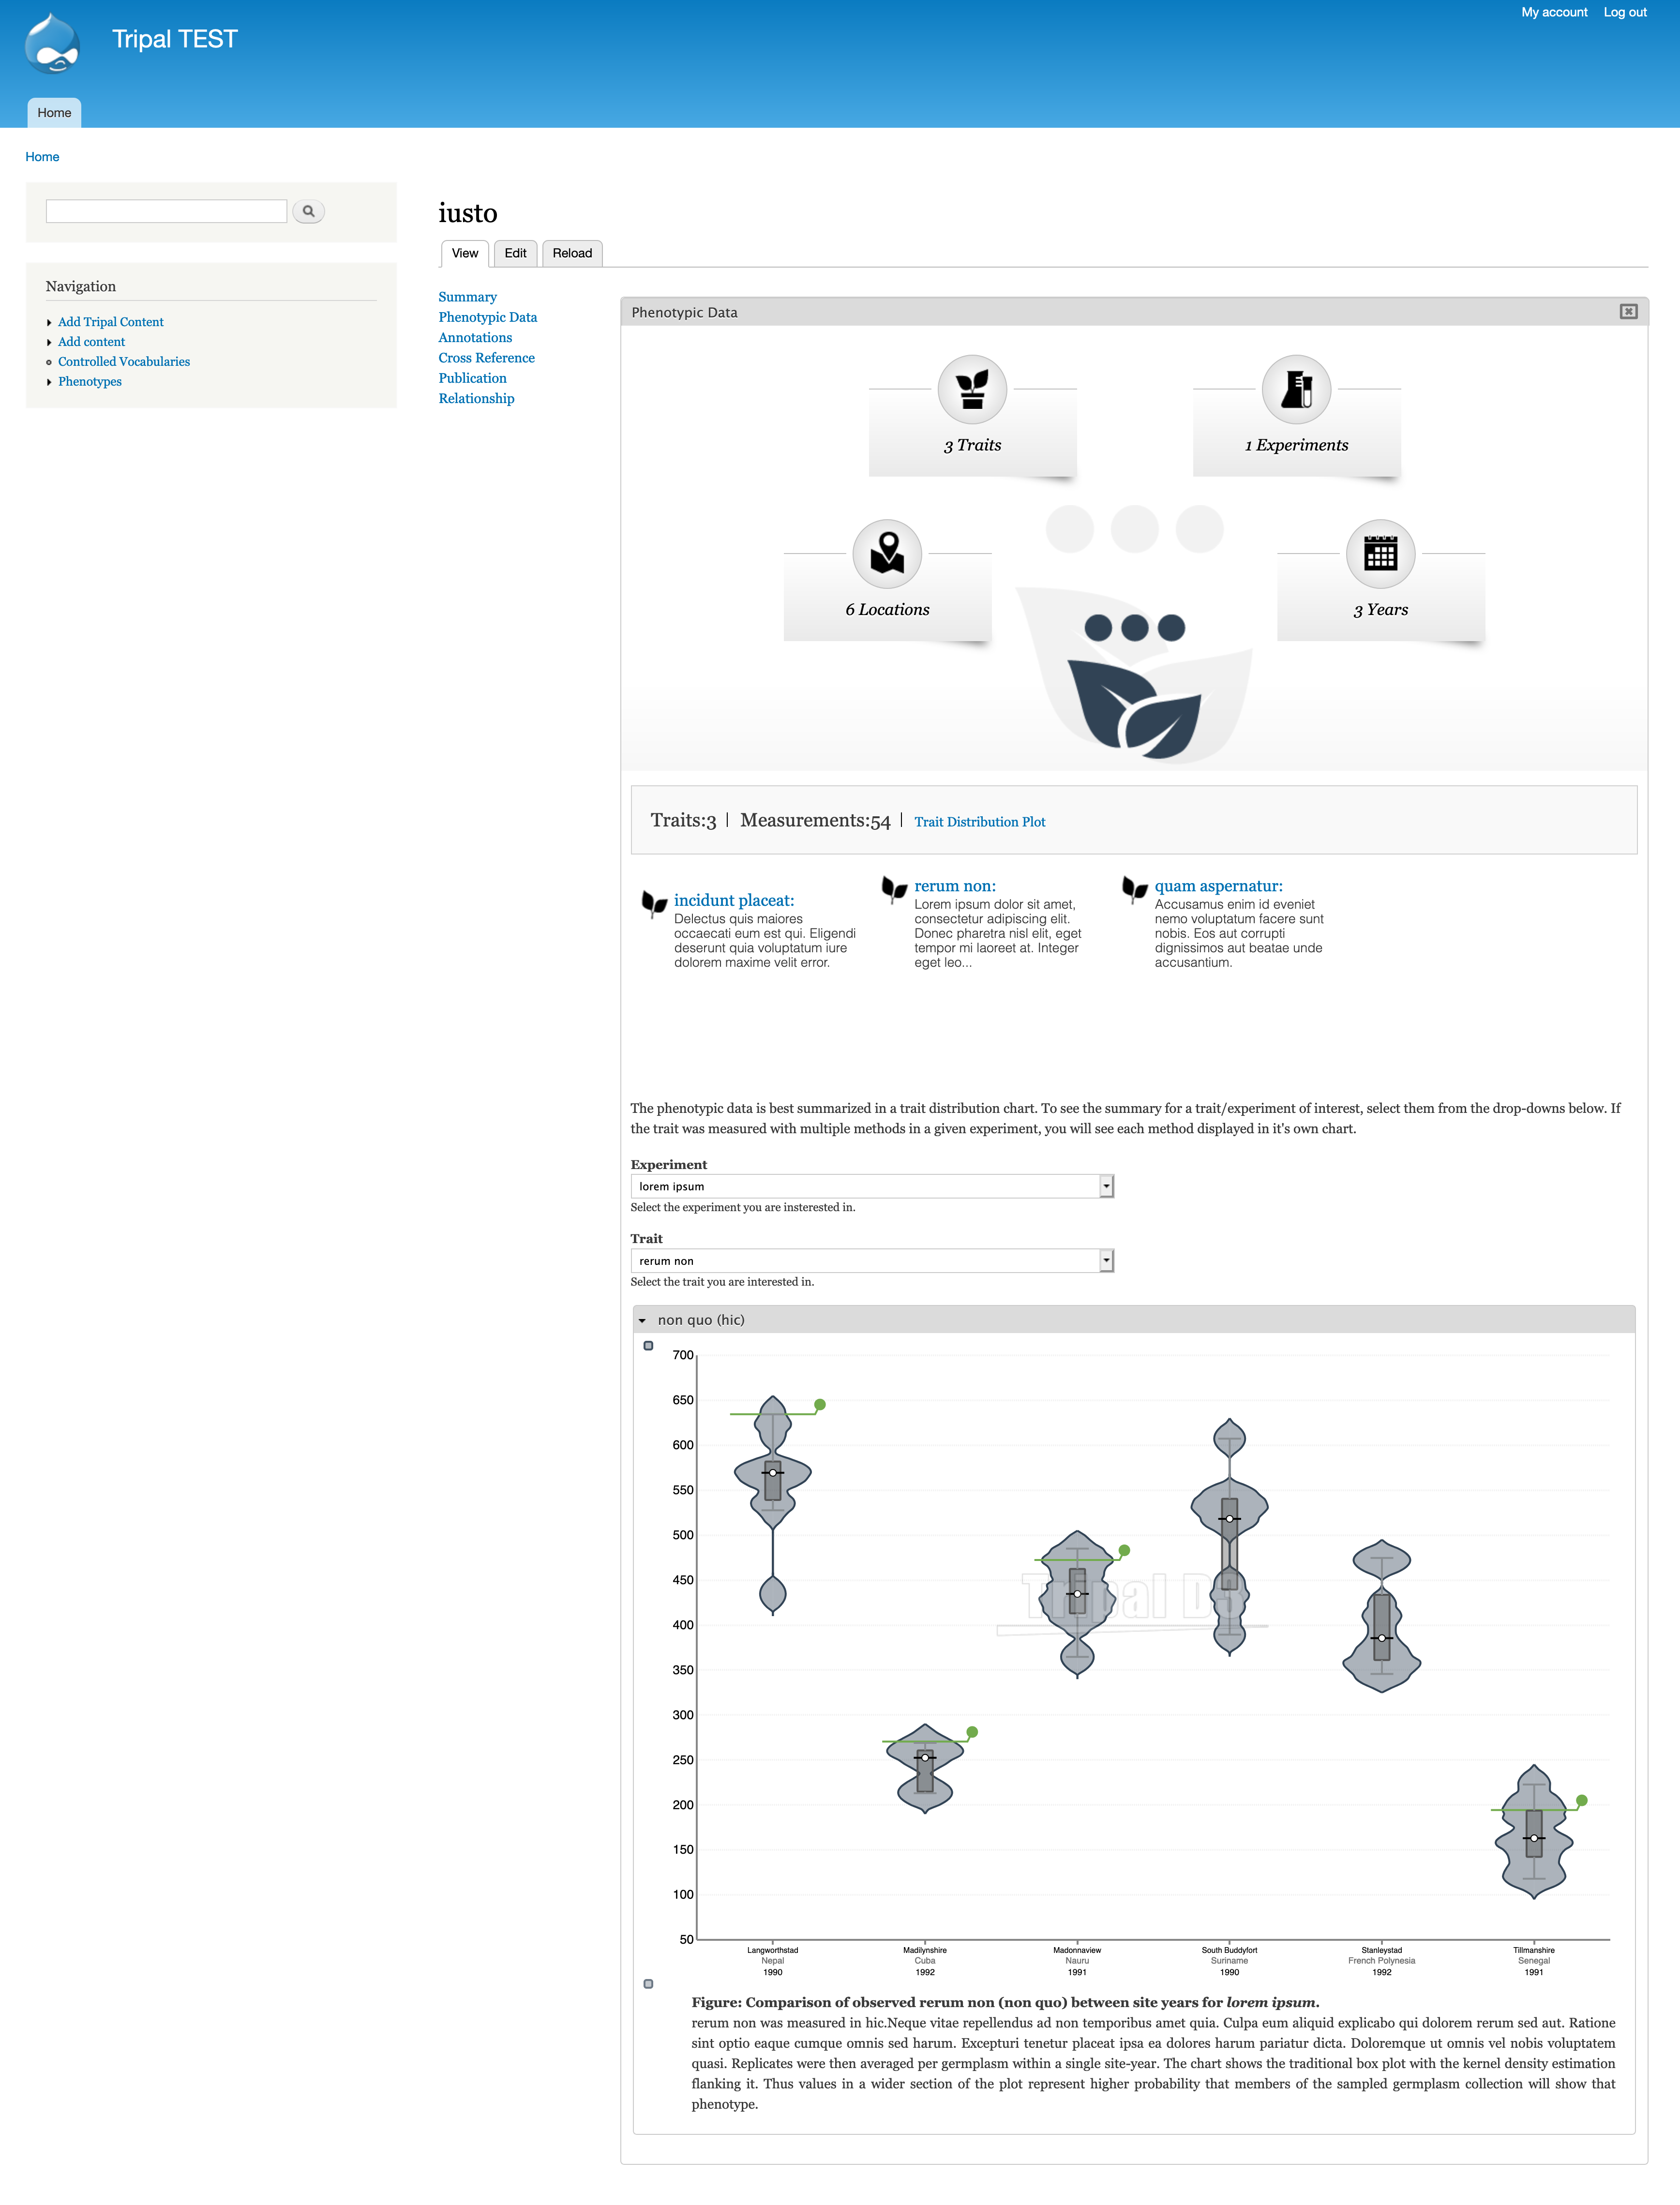 My account Log out
Tripal TEST
Home
Home
iusto
View Edit Reload
Navigation
Add Tripal Content
Add content
Controlled Vocabularies
Phenotypes
Summary
Phenotypic Data
Annotations
Cross Reference
Publication
Relationship
Phenotypic Data
3 Traits
1 Experiments
6 Locations
3 Years
Traits:3 | Measurements:54 | Trait Distribution Plot
incidunt placeat:
Delectus quis maiores
occaecati eum est qui. Eligendi
deserunt quia voluptatum iure
dolorem maxime velit error.
rerum non:
Lorem ipsum dolor sit amet,
consectetur adipiscing elit.
Donec pharetra nisl elit, eget
tempor mi laoreet at. Integer
eget leo...
quam aspernatur:
Accusamus enim id eveniet
nemo voluptatum facere sunt
nobis. Eos aut corrupti
dignissimos aut beatae unde
accusantium.
The phenotypic data is best summarized in a trait distribution chart. To see the summary for a trait/experiment of interest, select them from the drop-downs below. If
the trait was measured with multiple methods in a given experiment, you will see each method displayed in it's own chart.
Experiment
lorem ipsum
Select the experiment you are insterested in.
Trait
rerum non
Select the trait you are interested in.
non quo (hic)
700
650
600
550
500
450
400
350
300
250
200
150
100
50
Tripal DB
Langworthstad
Nepal
1990
Madilynshire
Cuba
1992
Madonnaview
Nauru
1991
South Buddyfort
Suriname
1990
Stanleystad
French Polynesia
1992
Tillmanshire
Senegal
1991
Figure: Comparison of observed rerum non (non quo) between site years for lorem ipsum.
rerum non was measured in hic.Neque vitae repellendus ad non temporibus amet quia. Culpa eum aliquid explicabo qui dolorem rerum sed aut. Ratione
sint optio eaque cumque omnis sed harum. Excepturi tenetur placeat ipsa ea dolores harum pariatur dicta. Doloremque ut omnis vel nobis voluptatem
quasi. Replicates were then averaged per germplasm within a single site-year. The chart shows the traditional box plot with the kernel density estimation
flanking it. Thus values in a wider section of the plot represent higher probability that members of the sampled germplasm collection will show that
phenotype.